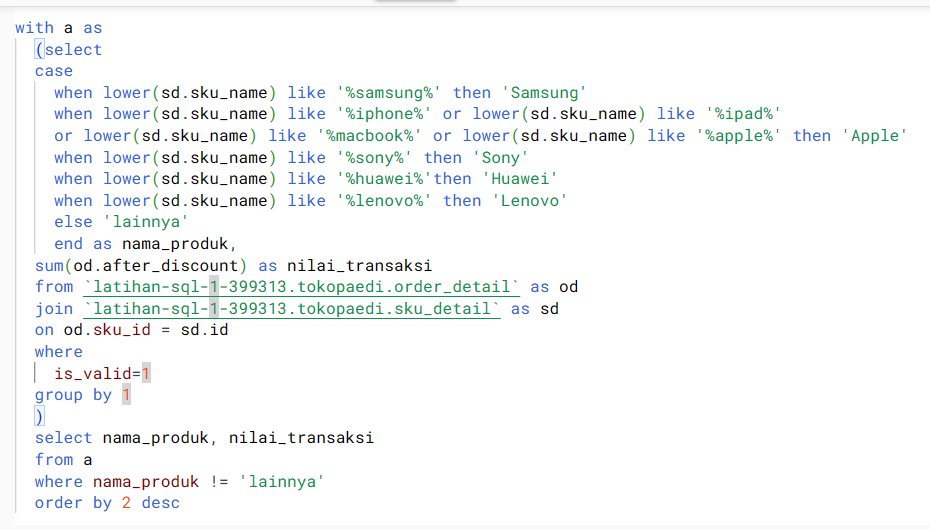 with a as
(select
case
when lower(sd.sku_name) like '%samsung%' then 'Samsung'
when lower(sd.sku_name) like '%iphone%' or lower(sd.sku_name) like '%ipad%'
or lower(sd.sku_name) like '%macbook%' or lower(sd.sku_name) like '%apple%' then 'Apple'
when lower(sd.sku_name) like '%sony%' then 'Sony'
when lower(sd.sku_name) like '%huawei%'then 'Huawei'
when lower(sd.sku_name) like '%lenovo%' then 'Lenovo'
else 'lainnya'
end as nama_produk,
sum(od.after_discount) as nilai_transaksi
from `latihan-sql-1-399313.tokopaedi.order_detail` as od
join `latihan-sql-1-399313.tokopaedi.sku_detail` as sd
on od.sku_id = sd.id
where
is_valid=1
group by 1
)
select nama_produk, nilai_transaksi
from a
where nama_produk != 'lainnya'
order by 2 desc